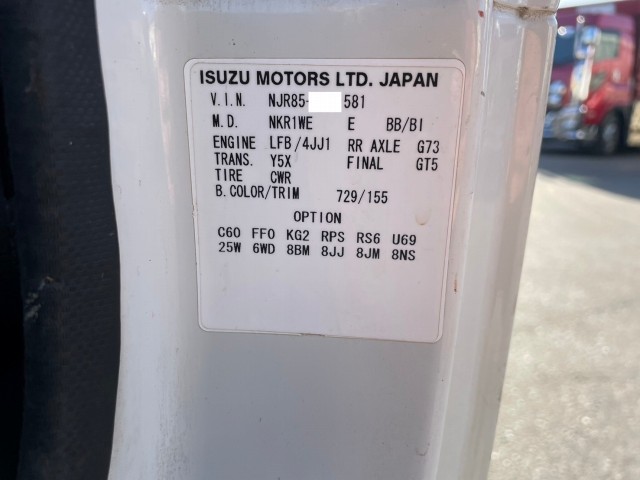 ISUZU MOTORS LTD. JAPAN
V.I.N. NJR85- 581
M.D. NKR1WE E BB/BI
ENGINE LFB/4JJ1 RR AXLE G73
TRANS. Y5X FINAL GT5
TIRE CWR
B.COLOR/TRIM 729/155
OPTION
C60 FF0 KG2 RPS RS6 U69
25W 6WD 8BM 8JJ 8JM 8NS